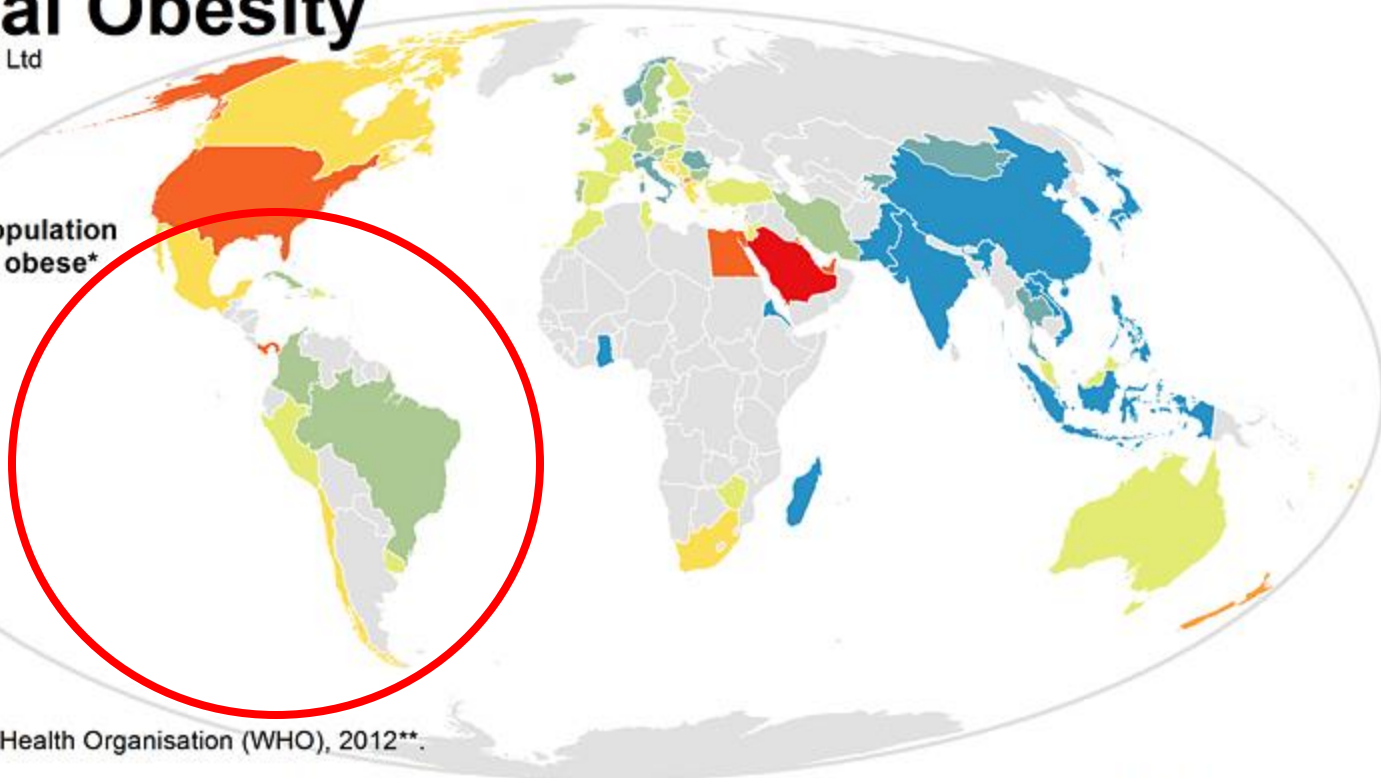 al Obesity
Ltd
opulation
obese*
Health Organisation (WHO), 2012**.